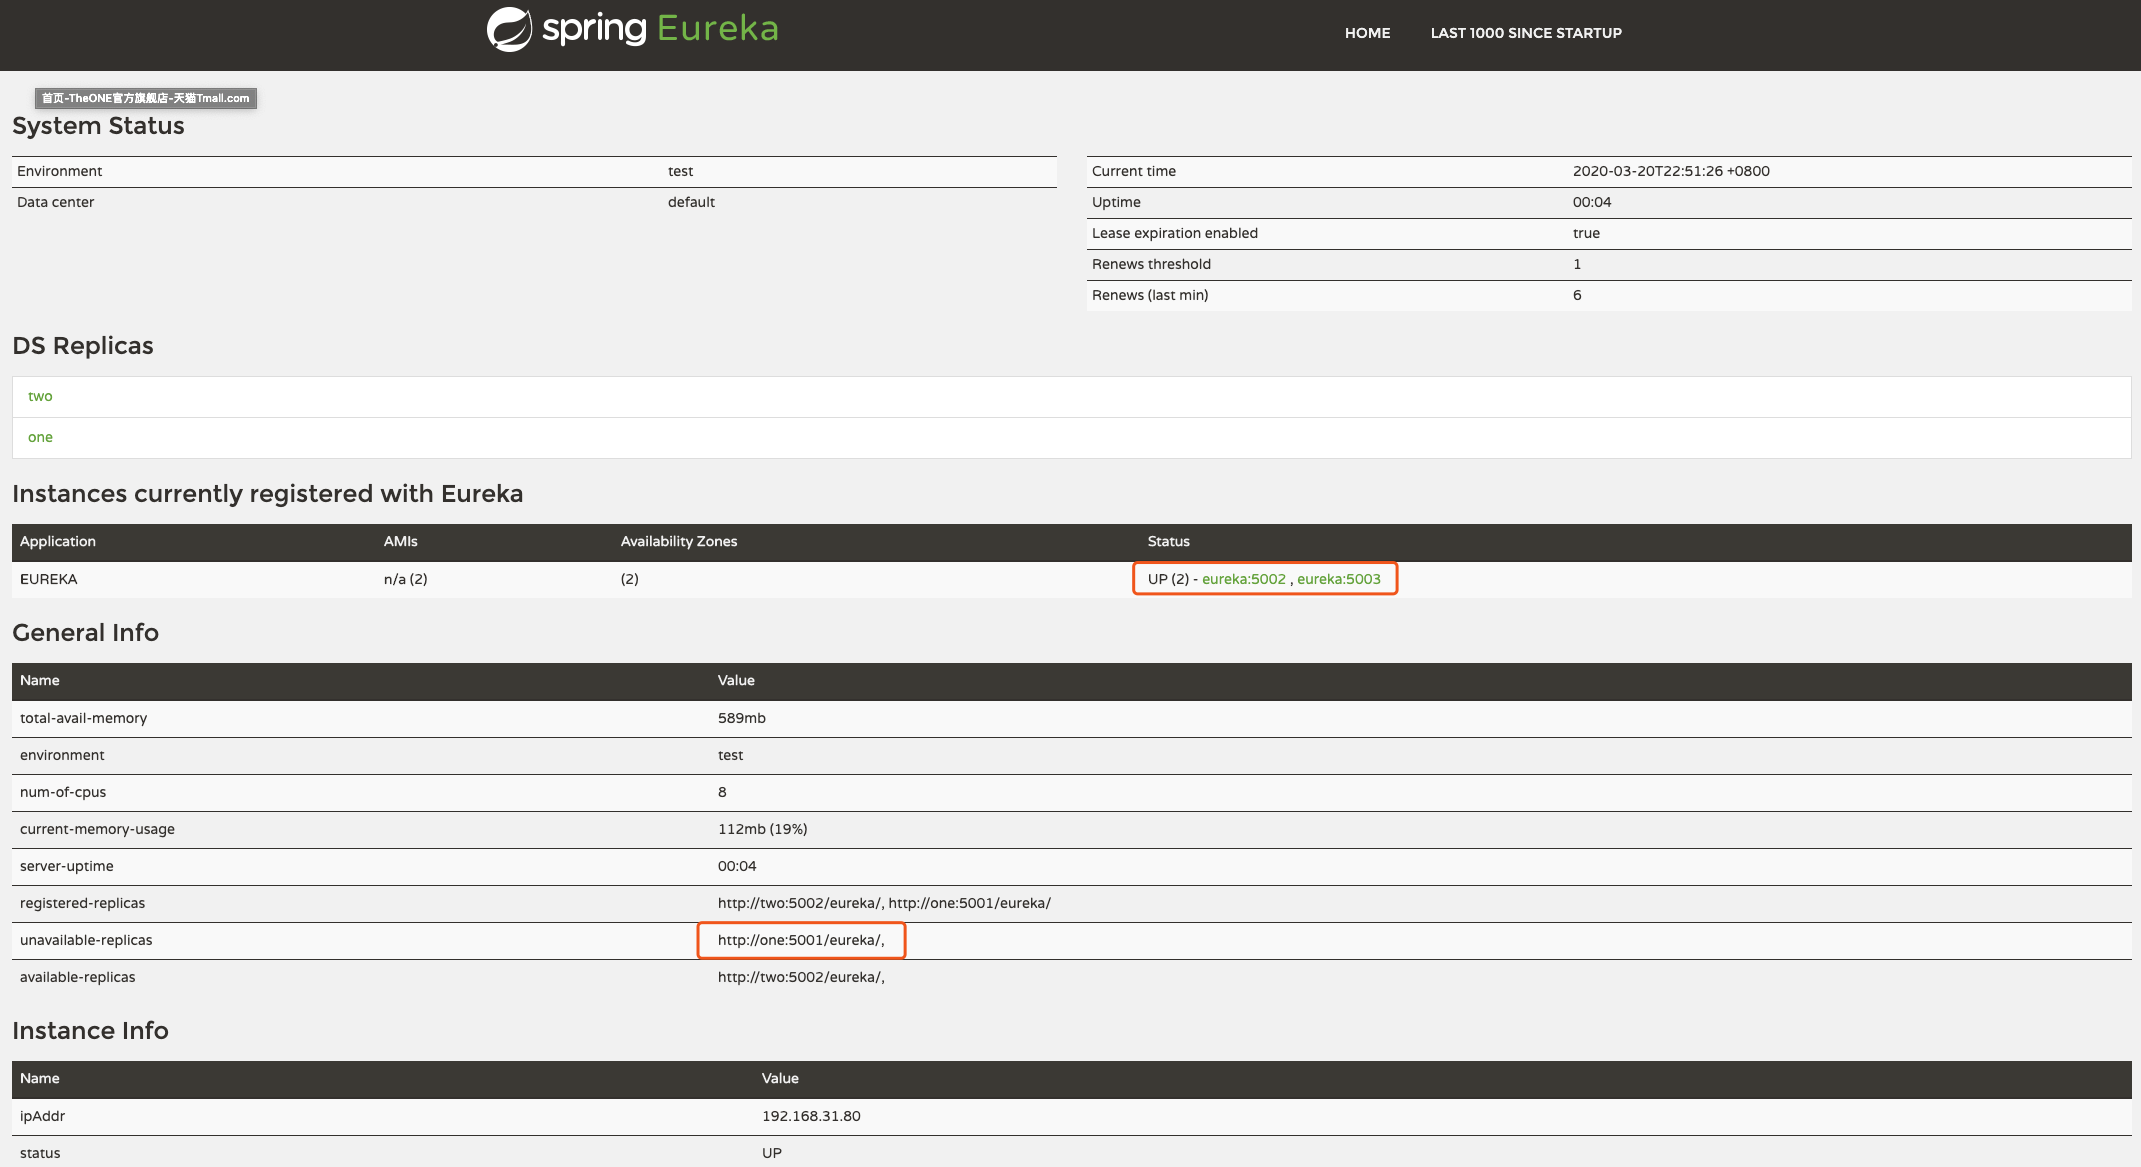 spring Eureka
HOME LAST 1000 SINCE STARTUP
首页-TheONE官方旗舰店-天猫Tmall.com
System Status
Environment test
Data center default
Current time 2020-03-20T22:51:26 +0800
Uptime 00:04
Lease expiration enabled true
Renews threshold 1
Renews (last min) 6
DS Replicas
two
one
Instances currently registered with Eureka
Application AMIs Availability Zones Status
EUREKA n/a (2) (2) UP (2) - eureka:5002 , eureka:5003
General Info
Name Value
total-avail-memory 589mb
environment test
num-of-cpus 8
current-memory-usage 112mb (19%)
server-uptime 00:04
registered-replicas http://two:5002/eureka/, http://one:5001/eureka/
unavailable-replicas http://one:5001/eureka/,
available-replicas http://two:5002/eureka/,
Instance Info
Name Value
ipAddr 192.168.31.80
status UP